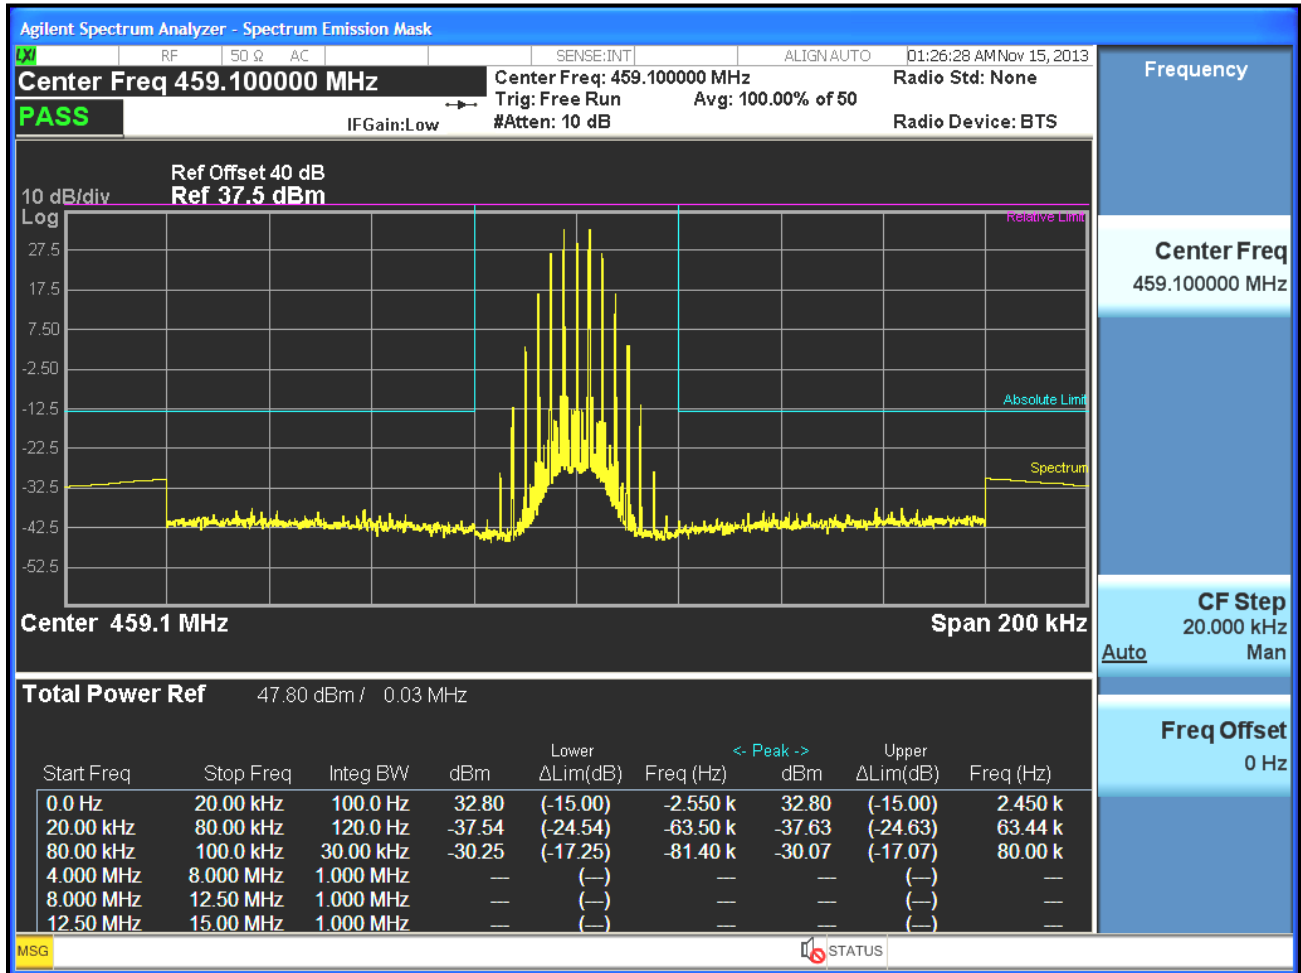 Agilent Spectrum Analyzer - Spectrum Emission Mask
LXI RF 50 Ω AC SENSE:INT ALIGN AUTO 01:26:28 AM Nov 15, 2013
Center Freq 459.100000 MHz
Center Freq: 459.100000 MHz Radio Std: None
Trig: Free Run Avg: 100.00% of 50
PASS
IFGain:Low #Atten: 10 dB Radio Device: BTS
Ref Offset 40 dB
10 dB/div Ref 37.5 dBm
Log
Relative Limit
27.5
17.5
7.50
-2.50
Absolute Limit
-12.5
-22.5
Spectrum
-32.5
-42.5
-52.5
Center 459.1 MHz Span 200 kHz
Total Power Ref 47.80 dBm / 0.03 MHz
Lower <- Peak -> Upper
Start Freq Stop Freq Integ BW dBm ΔLim(dB) Freq (Hz) dBm ΔLim(dB) Freq (Hz)
0.0 Hz 20.00 kHz 100.0 Hz 32.80 (-15.00) -2.550 k 32.80 (-15.00) 2.450 k
20.00 kHz 80.00 kHz 120.0 Hz -37.54 (-24.54) -63.50 k -37.63 (-24.63) 63.44 k
80.00 kHz 100.0 kHz 30.00 kHz -30.25 (-17.25) -81.40 k -30.07 (-17.07) 80.00 k
4.000 MHz 8.000 MHz 1.000 MHz --- (---) --- --- (---) ---
8.000 MHz 12.50 MHz 1.000 MHz --- (---) --- --- (---) ---
12.50 MHz 15.00 MHz 1.000 MHz --- (---) --- --- (---) ---
MSG STATUS
Frequency
Center Freq
459.100000 MHz
CF Step
20.000 kHz
Auto Man
Freq Offset
0 Hz